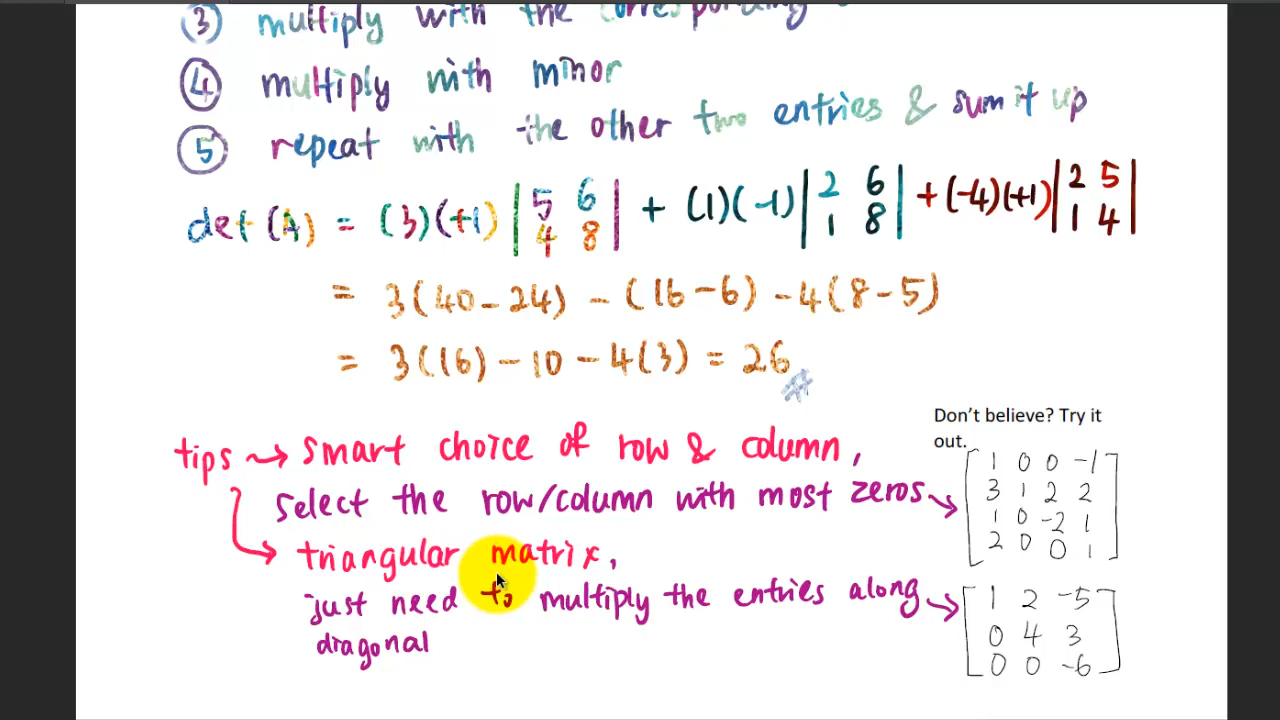 ③ multiply with the corresponding
④ multiply with minor
⑤ repeat with the other two entries & sum it up
det(A) = (3)(+1) |5 6; 4 8| + (1)(-1) |2 6; 1 8| + (-4)(+1) |2 5; 1 4|
= 3(40-24) - (16-6) - 4(8-5)
= 3(16) - 10 - 4(3) = 26 #
Don't believe? Try it
out.
tips → smart choice of row & column,
select the row/column with most zeros →
1 0 0 -1
3 1 2 2
1 0 -2 1
2 0 0 1
→ triangular matrix,
just need to multiply the entries along →
diagonal
1 2 -5
0 4 3
0 0 -6